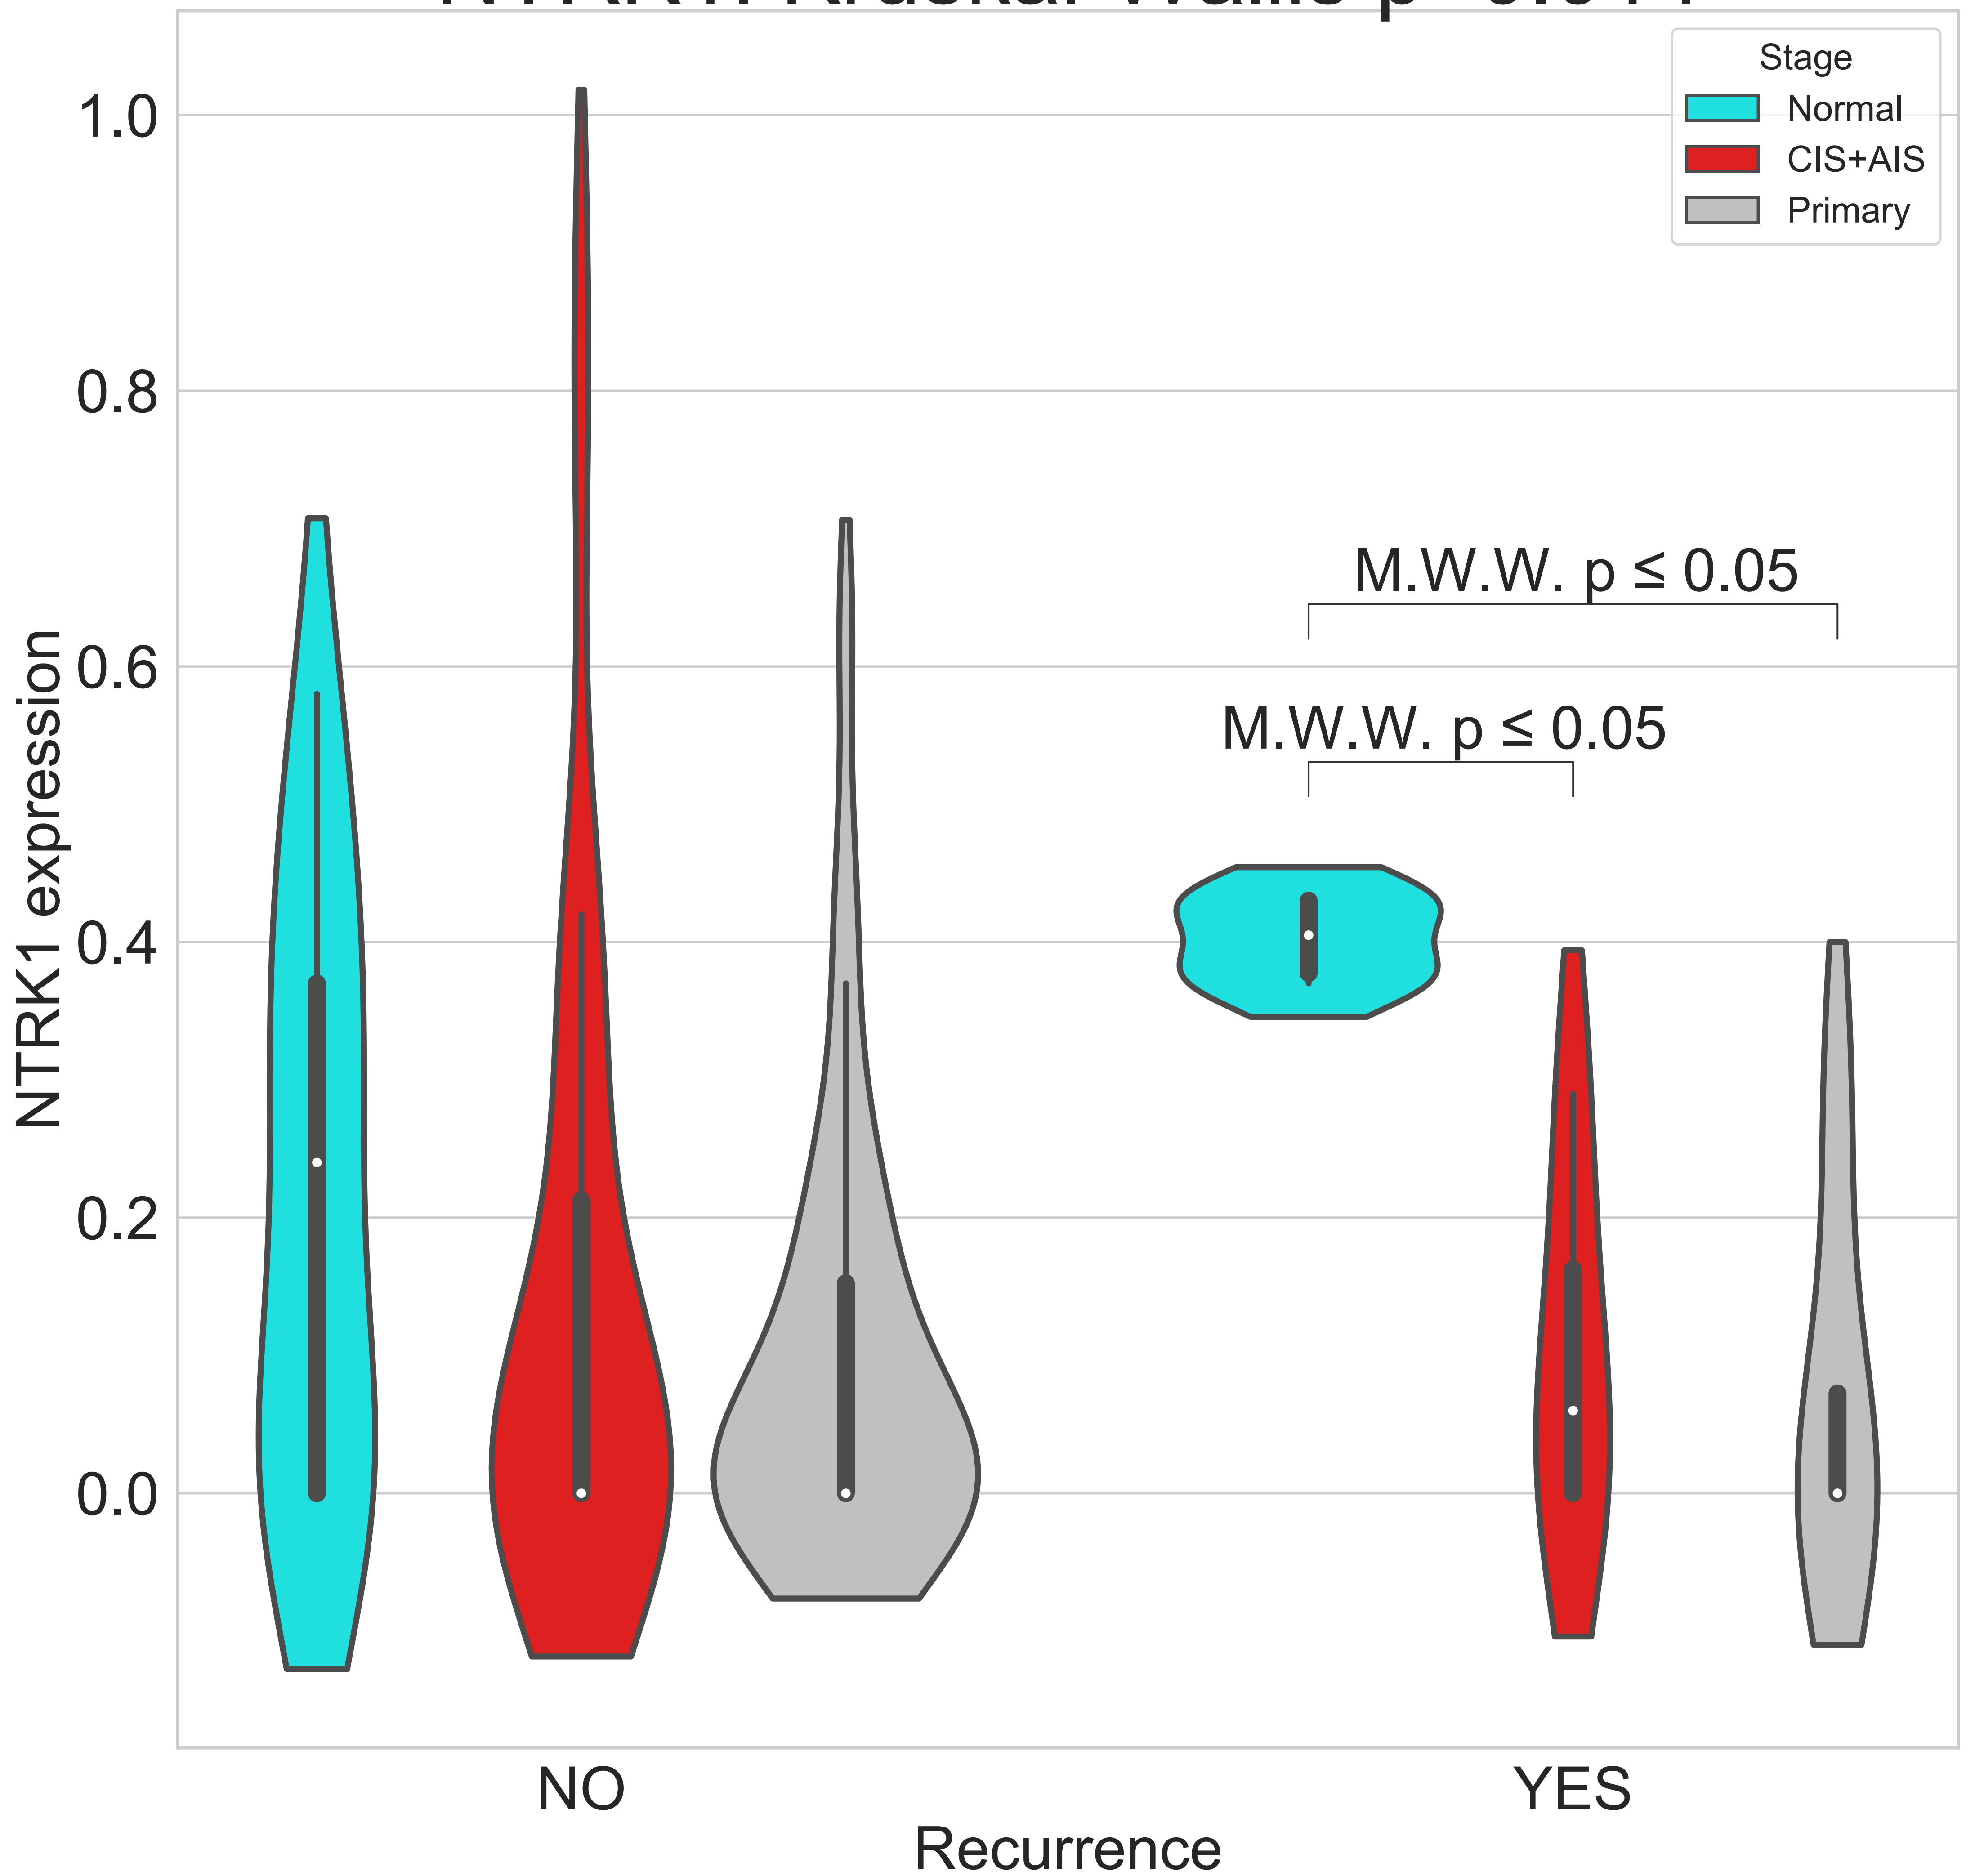 Stage
Normal
CIS+AIS
Primary
1.0
0.8
0.6
0.4
0.2
0.0
NTRK1 expression
M.W.W. p ≤ 0.05
M.W.W. p ≤ 0.05
NO
YES
Recurrence